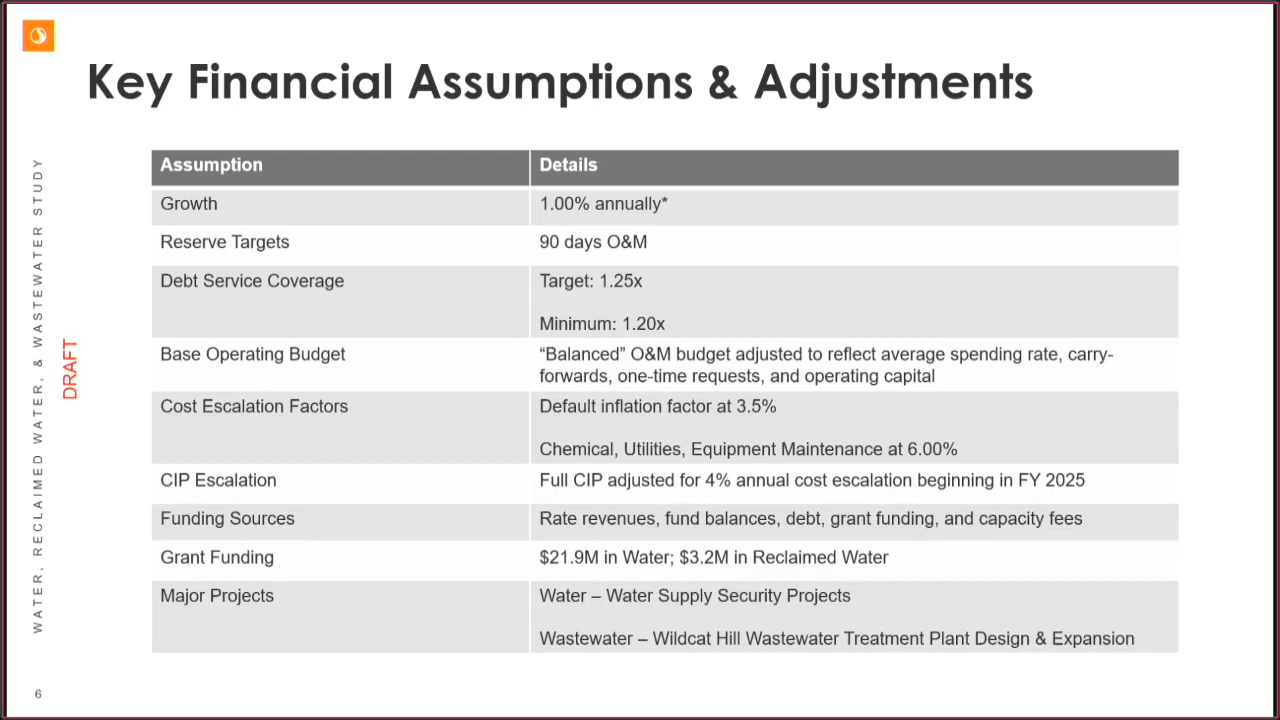 Key Financial Assumptions & Adjustments
WATER, RECLAIMED WATER, & WASTEWATER STUDY
DRAFT
Assumption
Details
Growth
1.00% annually*
Reserve Targets
90 days O&M
Debt Service Coverage
Target: 1.25x
Minimum: 1.20x
Base Operating Budget
“Balanced” O&M budget adjusted to reflect average spending rate, carry-
forwards, one-time requests, and operating capital
Cost Escalation Factors
Default inflation factor at 3.5%
Chemical, Utilities, Equipment Maintenance at 6.00%
CIP Escalation
Full CIP adjusted for 4% annual cost escalation beginning in FY 2025
Funding Sources
Rate revenues, fund balances, debt, grant funding, and capacity fees
Grant Funding
$21.9M in Water; $3.2M in Reclaimed Water
Major Projects
Water – Water Supply Security Projects
Wastewater – Wildcat Hill Wastewater Treatment Plant Design & Expansion
6